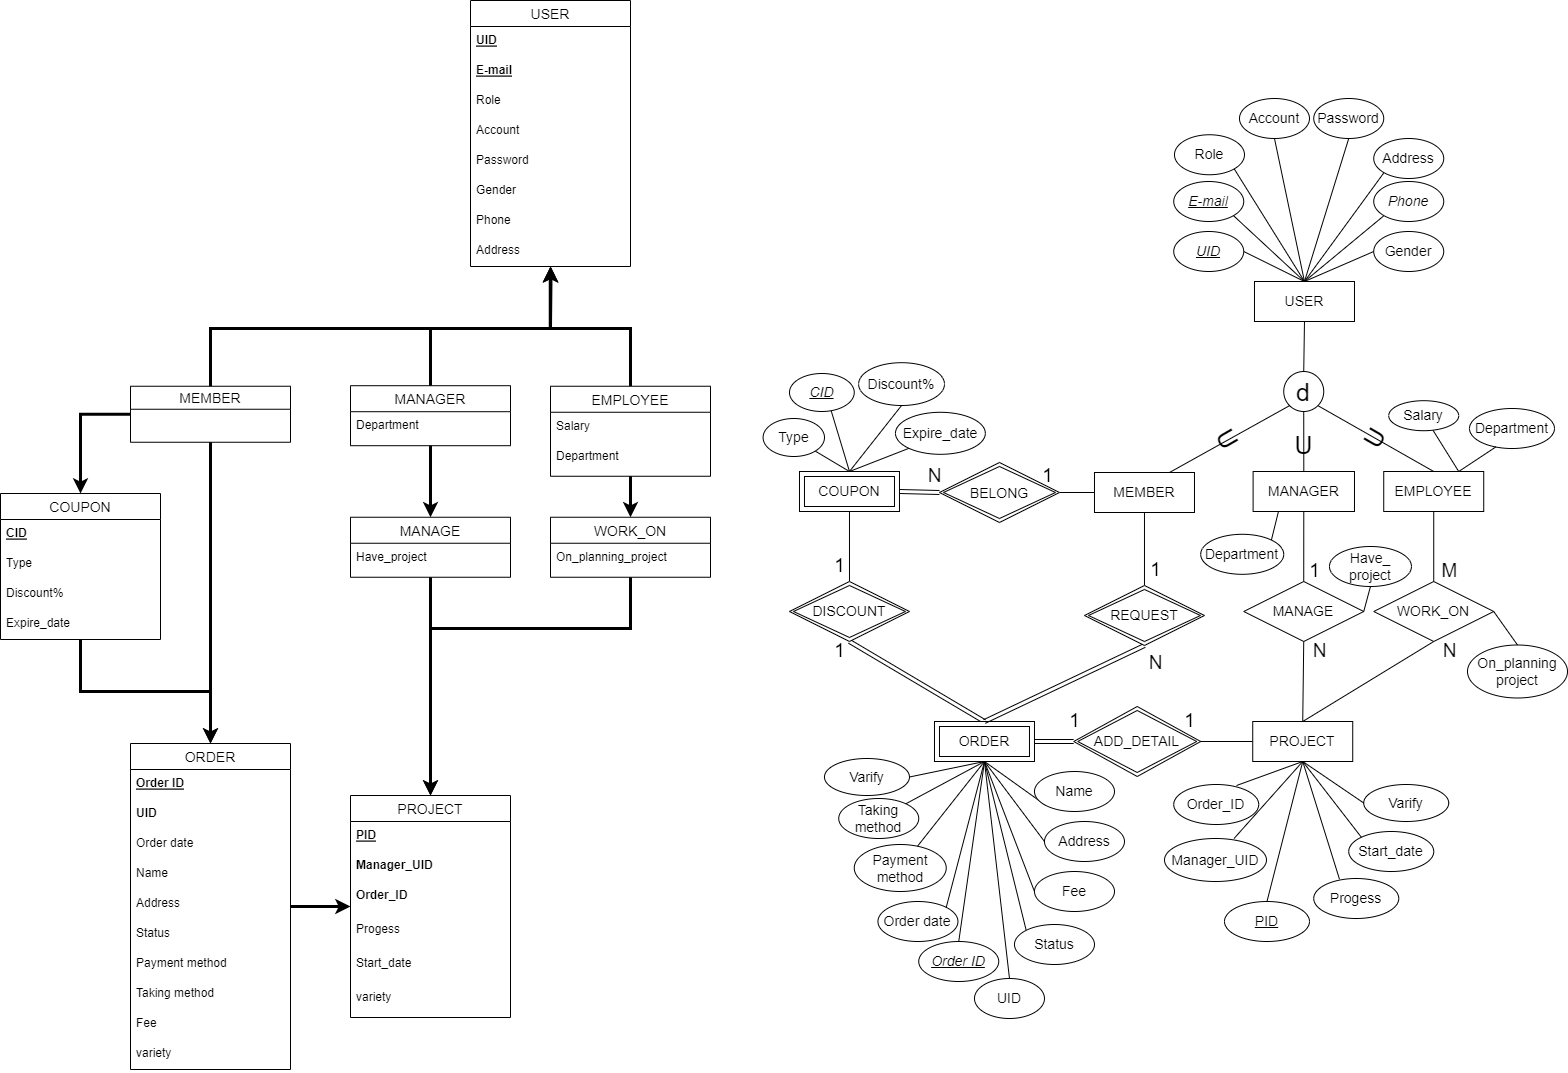 USER
UID
E-mail
Role
Account
Password
Gender
Phone
Address
MEMBER
MANAGER
Department
EMPLOYEE
Salary
Department
COUPON
CID
Type
Discount%
Expire_date
MANAGE
Have_project
WORK_ON
On_planning_project
ORDER
Order ID
UID
Order date
Name
Address
Status
Payment method
Taking method
Fee
variety
PROJECT
PID
Manager_UID
Order_ID
Progess
Start_date
variety
Account
Password
Role
Address
E-mail
Phone
UID
Gender
USER
d
U
U
U
CID
Discount%
Type
Expire_date
Salary
Department
COUPON
N
BELONG
1
MEMBER
MANAGER
EMPLOYEE
Department
Have_
project
1
1
1
M
DISCOUNT
REQUEST
MANAGE
WORK_ON
1
N
N
N
On_planning
project
ORDER
1
ADD_DETAIL
1
PROJECT
Varify
Name
Taking
method
Address
Payment
method
Fee
Order date
Status
Order ID
UID
Order_ID
Varify
Manager_UID
Start_date
PID
Progess